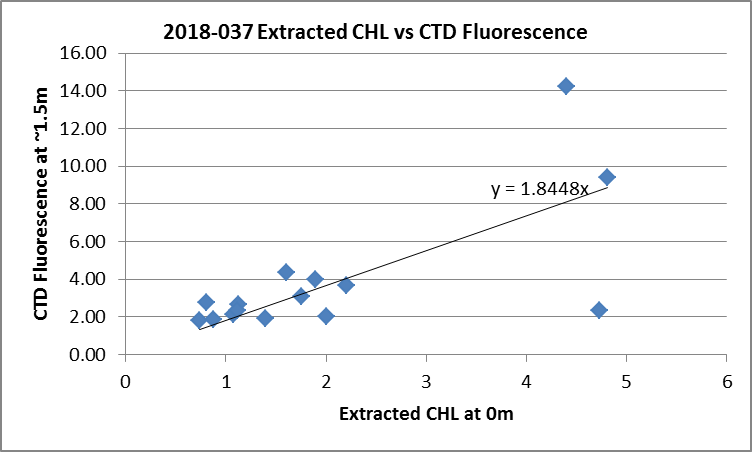 2018-037 Extracted CHL vs CTD Fluorescence
16.00
14.00
12.00
10.00
8.00
6.00
4.00
2.00
0.00
CTD Fluorescence at ~1.5m
y = 1.8448x
0 1 2 3 4 5 6
Extracted CHL at 0m